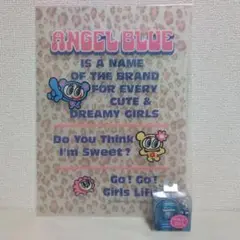 ANGEL BLUE
IS A NAME
OF THE BRAND
FOR EVERY
CUTE &
DREAMY GIRLS
Do You Think
I'm Sweet?
Go! Go!
Girls Life